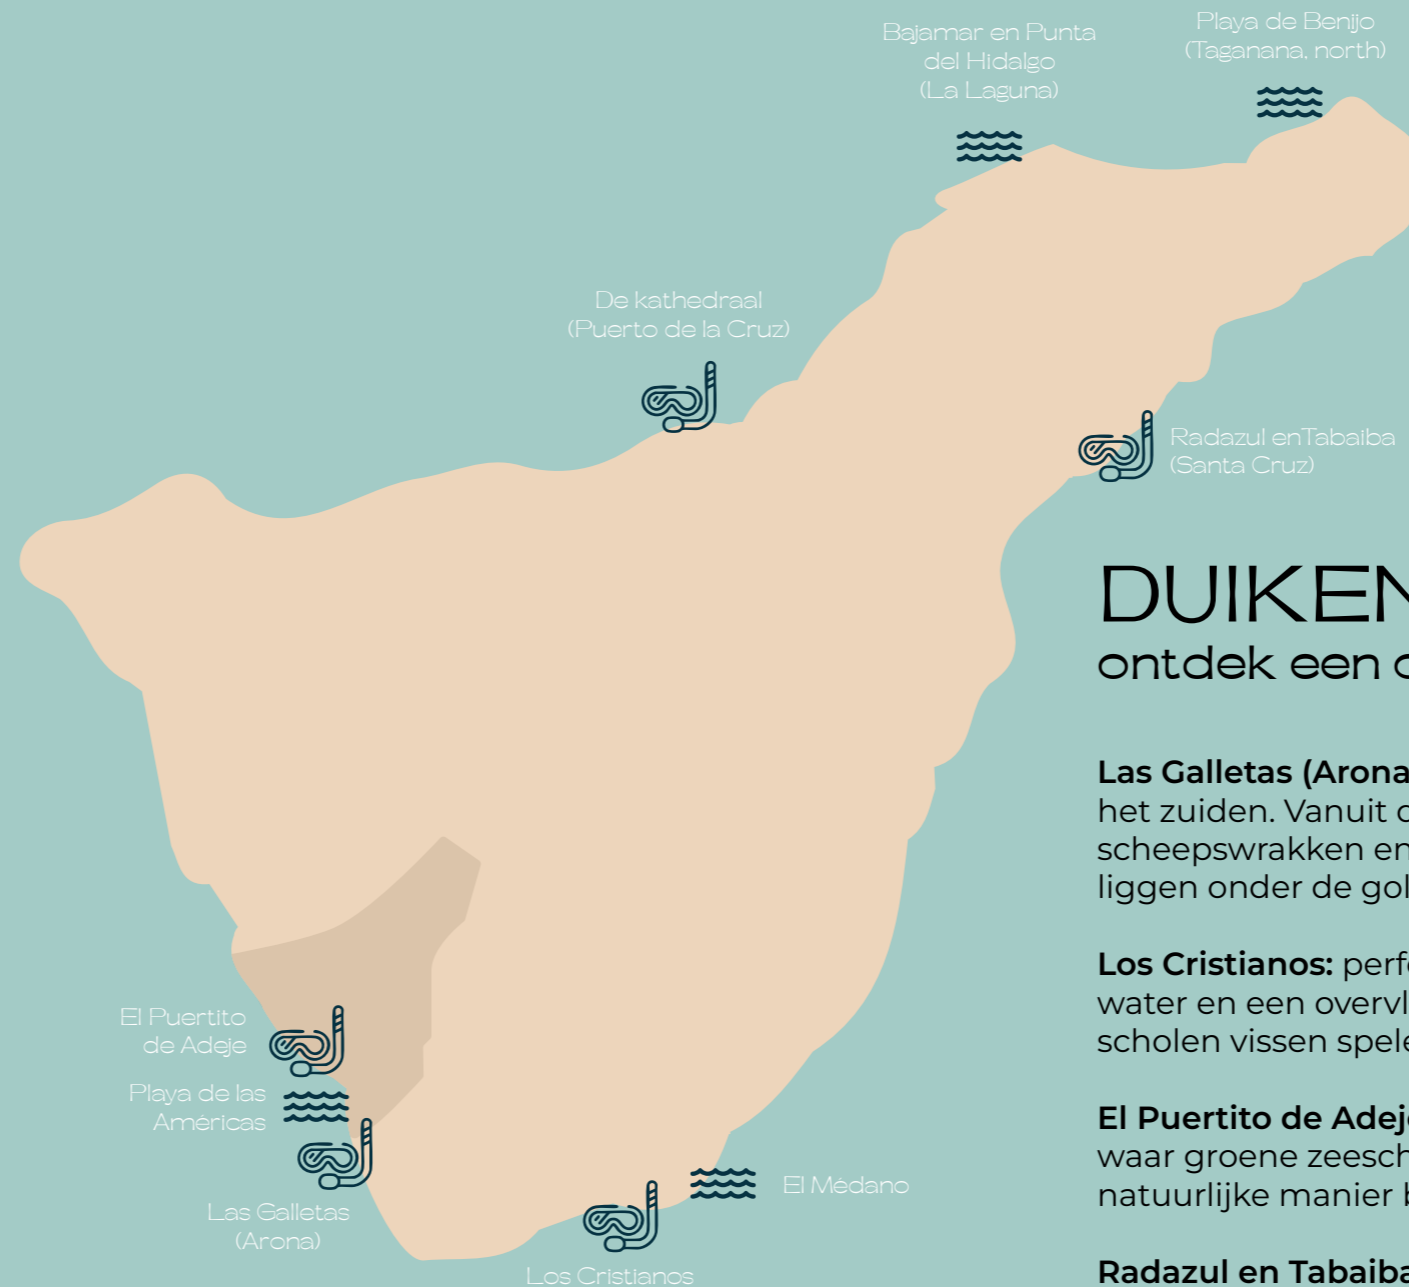 Bajamar en Punta
del Hidalgo
(La Laguna)
Playa de Benijo
(Taganana, north)
De kathedraal
(Puerto de la Cruz)
Radazul enTabaiba
(Santa Cruz)
El Puertito
de Adeje
Playa de las
Américas
Las Galletas
(Arona)
Los Cristianos
El Médano
DUIKEN
ontdek een
Las Galletas (Arona
het zuiden. Vanuit
scheepswrakken en
liggen onder de gol
Los Cristianos: perf
water en een overvl
scholen vissen spele
El Puertito de Adeje
waar groene zeesch
natuurlijke manier
Radazul en Tabaiba